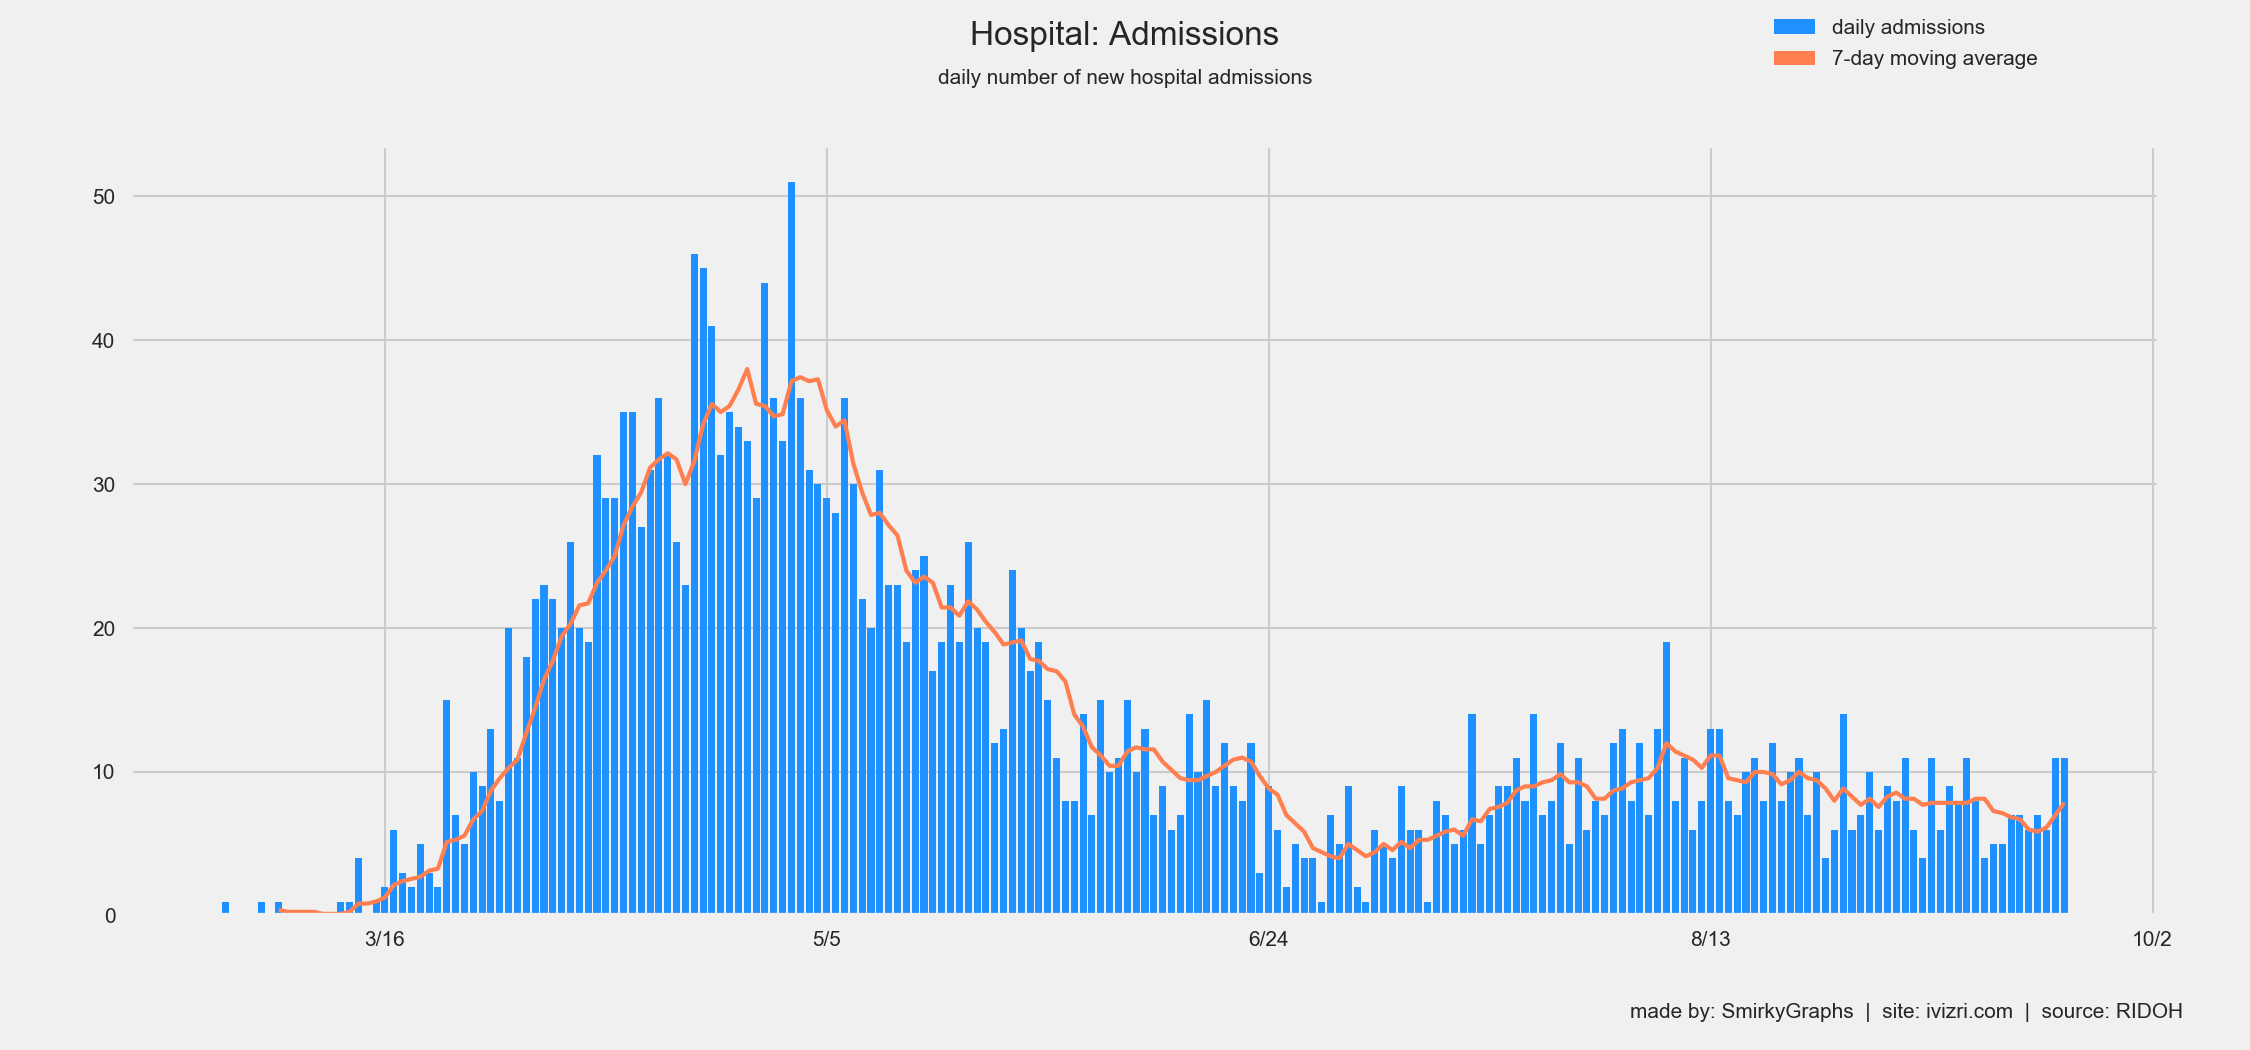 Hospital: Admissions
daily number of new hospital admissions
daily admissions
7-day moving average
50
40
30
20
10
0
3/16 5/5 6/24 8/13 10/2
made by: SmirkyGraphs | site: ivizri.com | source: RIDOH